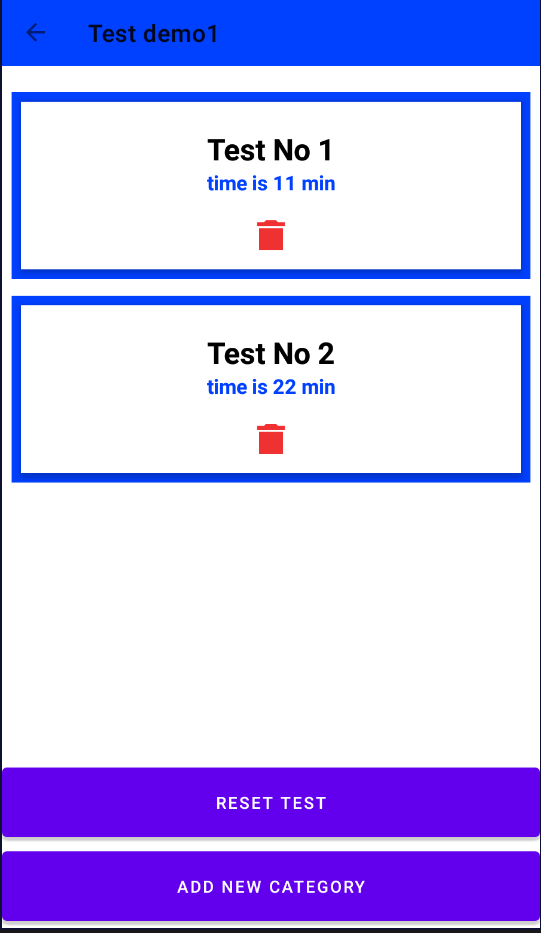 Test demo1
Test No 1
time is 11 min
Test No 2
time is 22 min
RESET TEST
ADD NEW CATEGORY